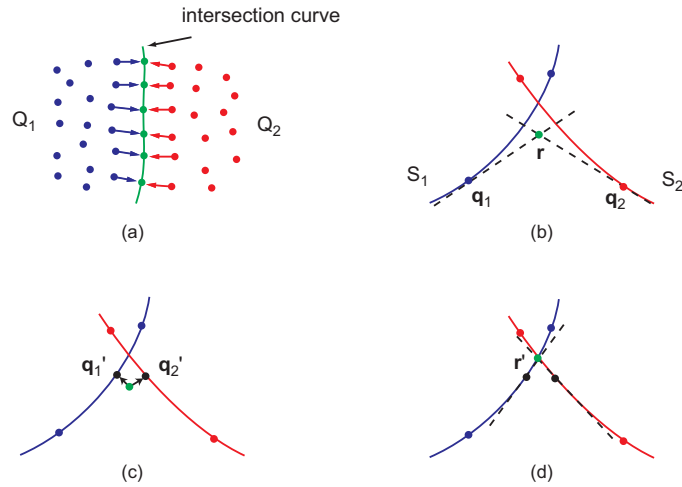 intersection curve
Q1
Q2
(a)
r
S1
q1
q2
S2
(b)
q1'
q2'
(c)
r'
(d)